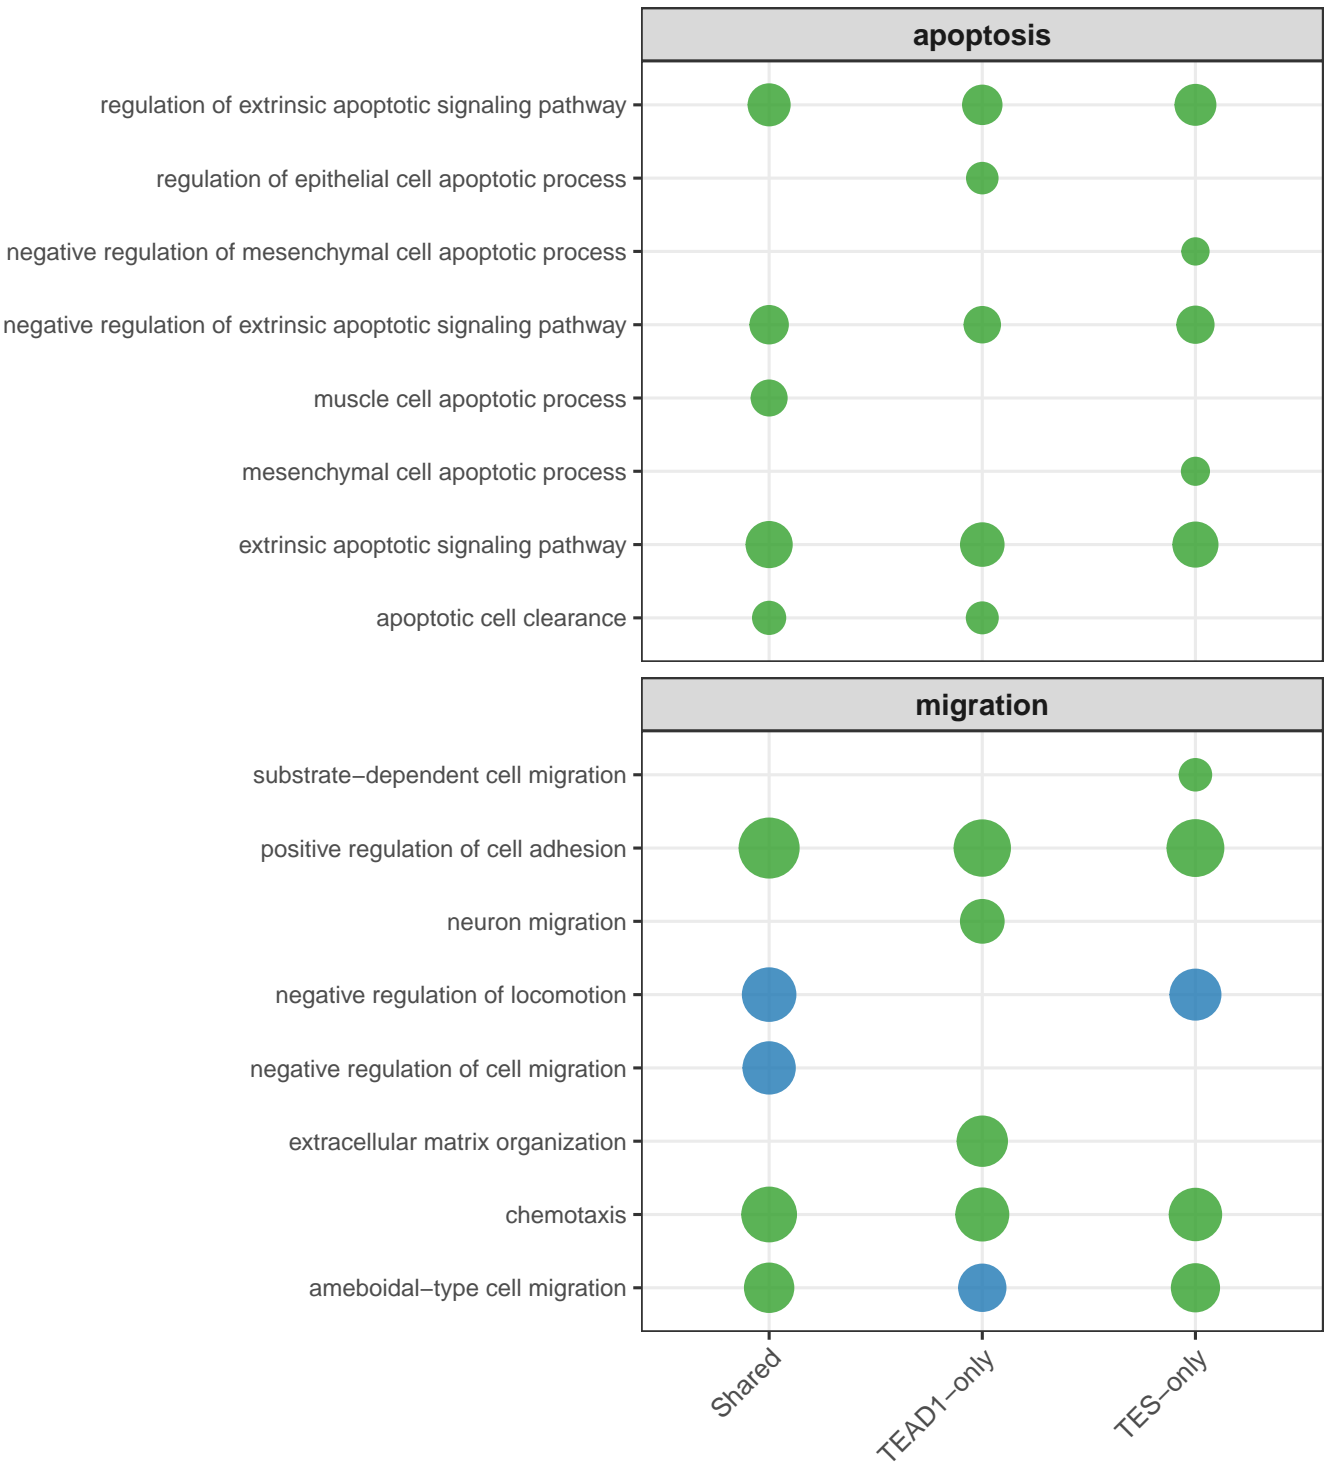 apoptosis
regulation of extrinsic apoptotic signaling pathway
regulation of epithelial cell apoptotic process
negative regulation of mesenchymal cell apoptotic process
negative regulation of extrinsic apoptotic signaling pathway
muscle cell apoptotic process
mesenchymal cell apoptotic process
extrinsic apoptotic signaling pathway
apoptotic cell clearance
migration
substrate−dependent cell migration
positive regulation of cell adhesion
neuron migration
negative regulation of locomotion
negative regulation of cell migration
extracellular matrix organization
chemotaxis
ameboidal−type cell migration
Shared
TEAD1−only
TES−only